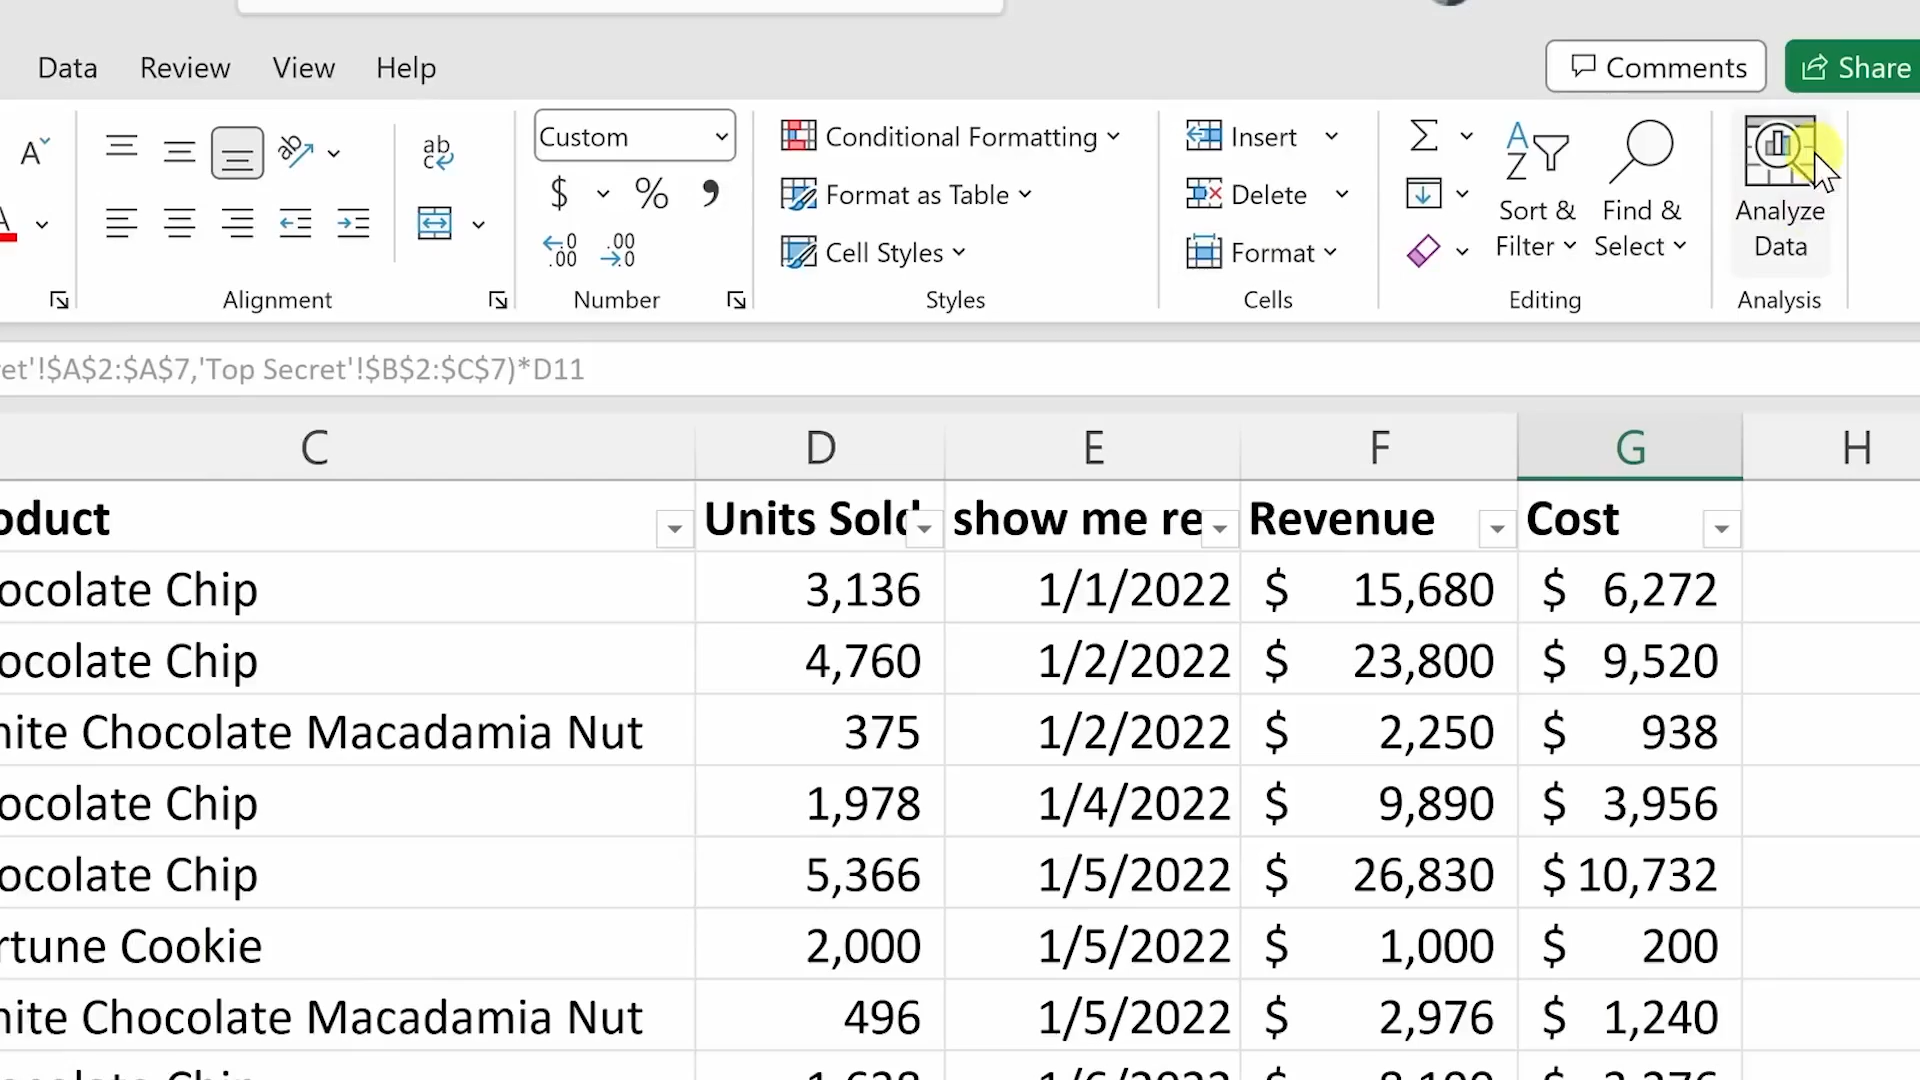 Data Review View Help Comments Share
Custom Conditional Formatting Insert
$ % Format as Table Delete Sort & Find & Analyze
Cell Styles Format Filter Select Data
Alignment Number Styles Cells Editing Analysis
et'!$A$2:$A$7,'Top Secret'!$B$2:$C$7)*D11
C D E F G H
oduct Units Sold show me re Revenue Cost
ocolate Chip 3,136 1/1/2022 $ 15,680 $ 6,272
ocolate Chip 4,760 1/2/2022 $ 23,800 $ 9,520
hite Chocolate Macadamia Nut 375 1/2/2022 $ 2,250 $ 938
ocolate Chip 1,978 1/4/2022 $ 9,890 $ 3,956
ocolate Chip 5,366 1/5/2022 $ 26,830 $ 10,732
rtune Cookie 2,000 1/5/2022 $ 1,000 $ 200
hite Chocolate Macadamia Nut 496 1/5/2022 $ 2,976 $ 1,240